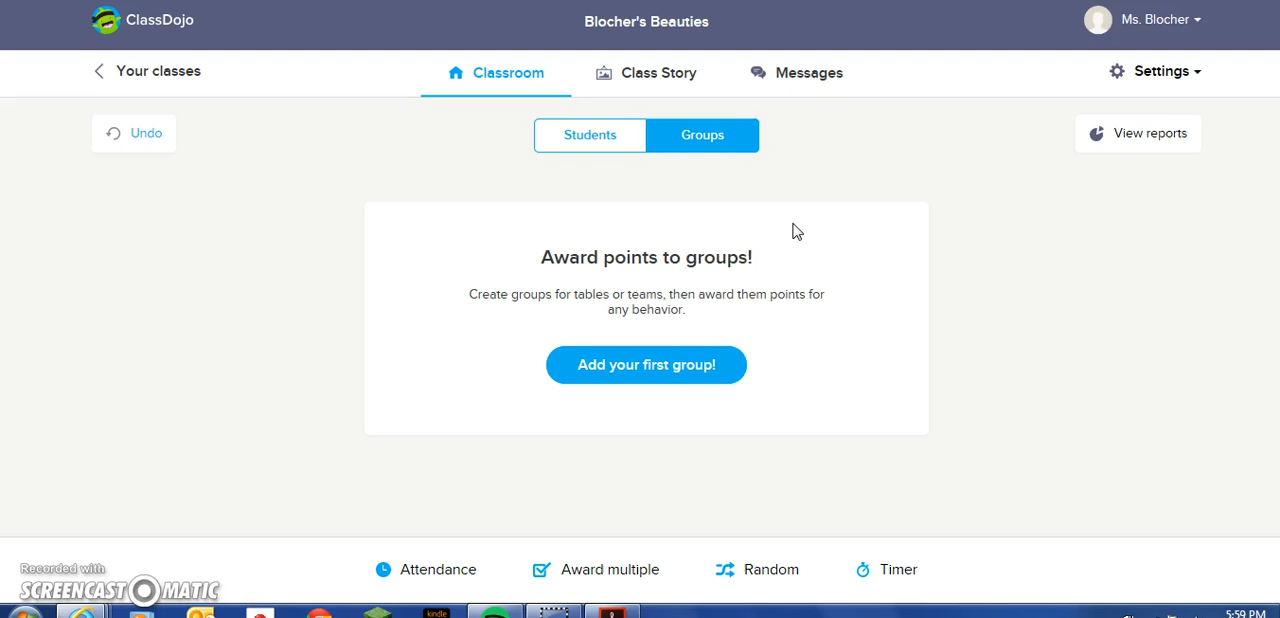 ClassDojo
Blocher's Beauties
Ms. Blocher
Your classes
Classroom
Class Story
Messages
Settings
Undo
Students
Groups
View reports
Award points to groups!
Create groups for tables or teams, then award them points for
any behavior.
Add your first group!
Attendance
Award multiple
Random
Timer
Recorded with
SCREENCAST MATIC
kindle
5:59 PM